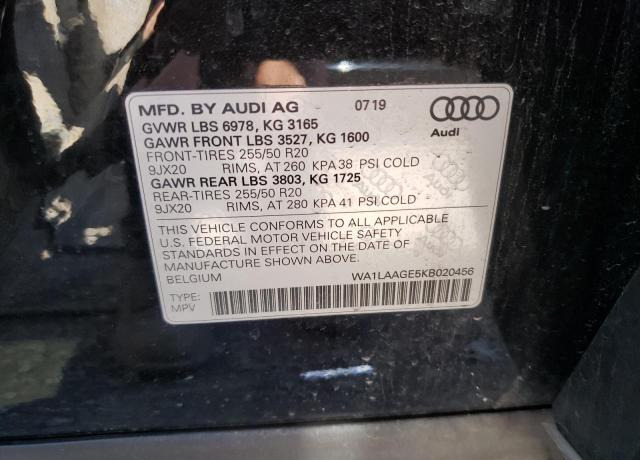 MFD. BY AUDI AG 07 19
GVWR LBS 6978, KG 3165
GAWR FRONT LBS 3527, KG 1600
FRONT-TIRES 255/50 R20
9JX20 RIMS, AT 260 KPA 38 PSI COLD
GAWR REAR LBS 3803, KG 1725
REAR-TIRES 255/50 R20
9JX20 RIMS, AT 280 KPA 41 PSI COLD
Audi
THIS VEHICLE CONFORMS TO ALL APPLICABLE
U.S. FEDERAL MOTOR VEHICLE SAFETY
STANDARDS IN EFFECT ON THE DATE OF
MANUFACTURE SHOWN ABOVE.
BELGIUM WA1LAAGE5KB020456
TYPE:
MPV